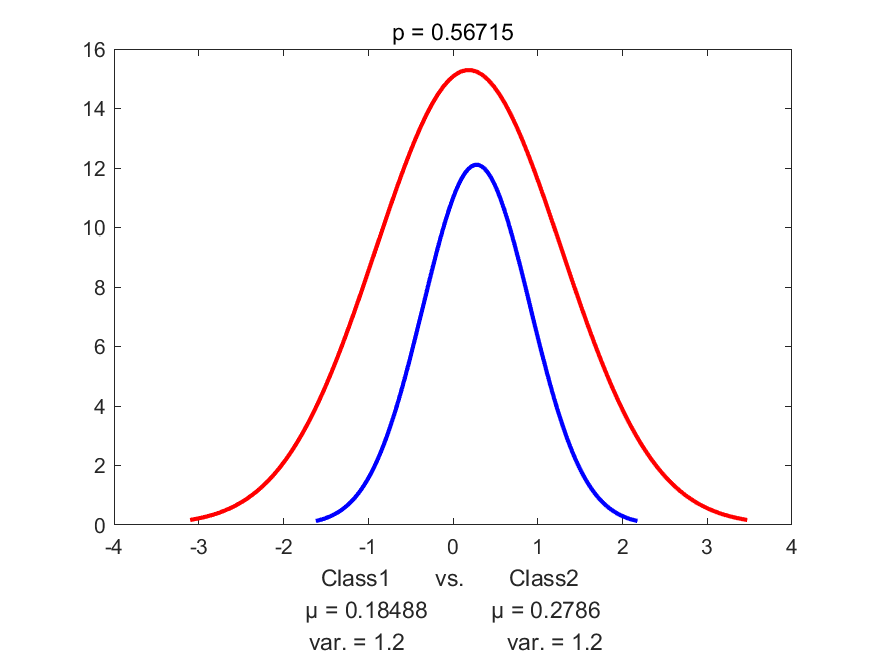 p = 0.56715
16
14
12
10
8
6
4
2
0
-4 -3 -2 -1 0 1 2 3 4
Class1 vs. Class2
μ = 0.18488 μ = 0.2786
var. = 1.2 var. = 1.2